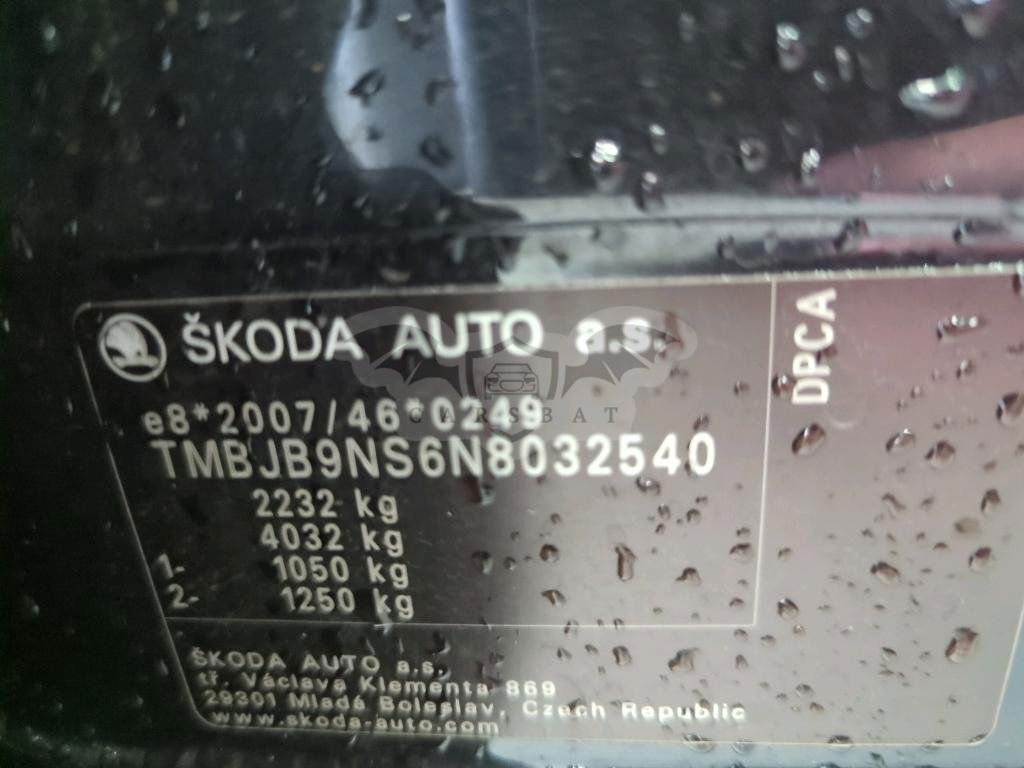 ŠKODA AUTO a.s.
DPCA
CARSBAT
e8*2007/46*0249
TMBJB9NS6N8032540
2232 kg
4032 kg
1- 1050 kg
2- 1250 kg
ŠKODA AUTO a.s.,
tř. Václava Klementa 869
29301 Mladá Boleslav, Czech Republic
www.skoda-auto.com